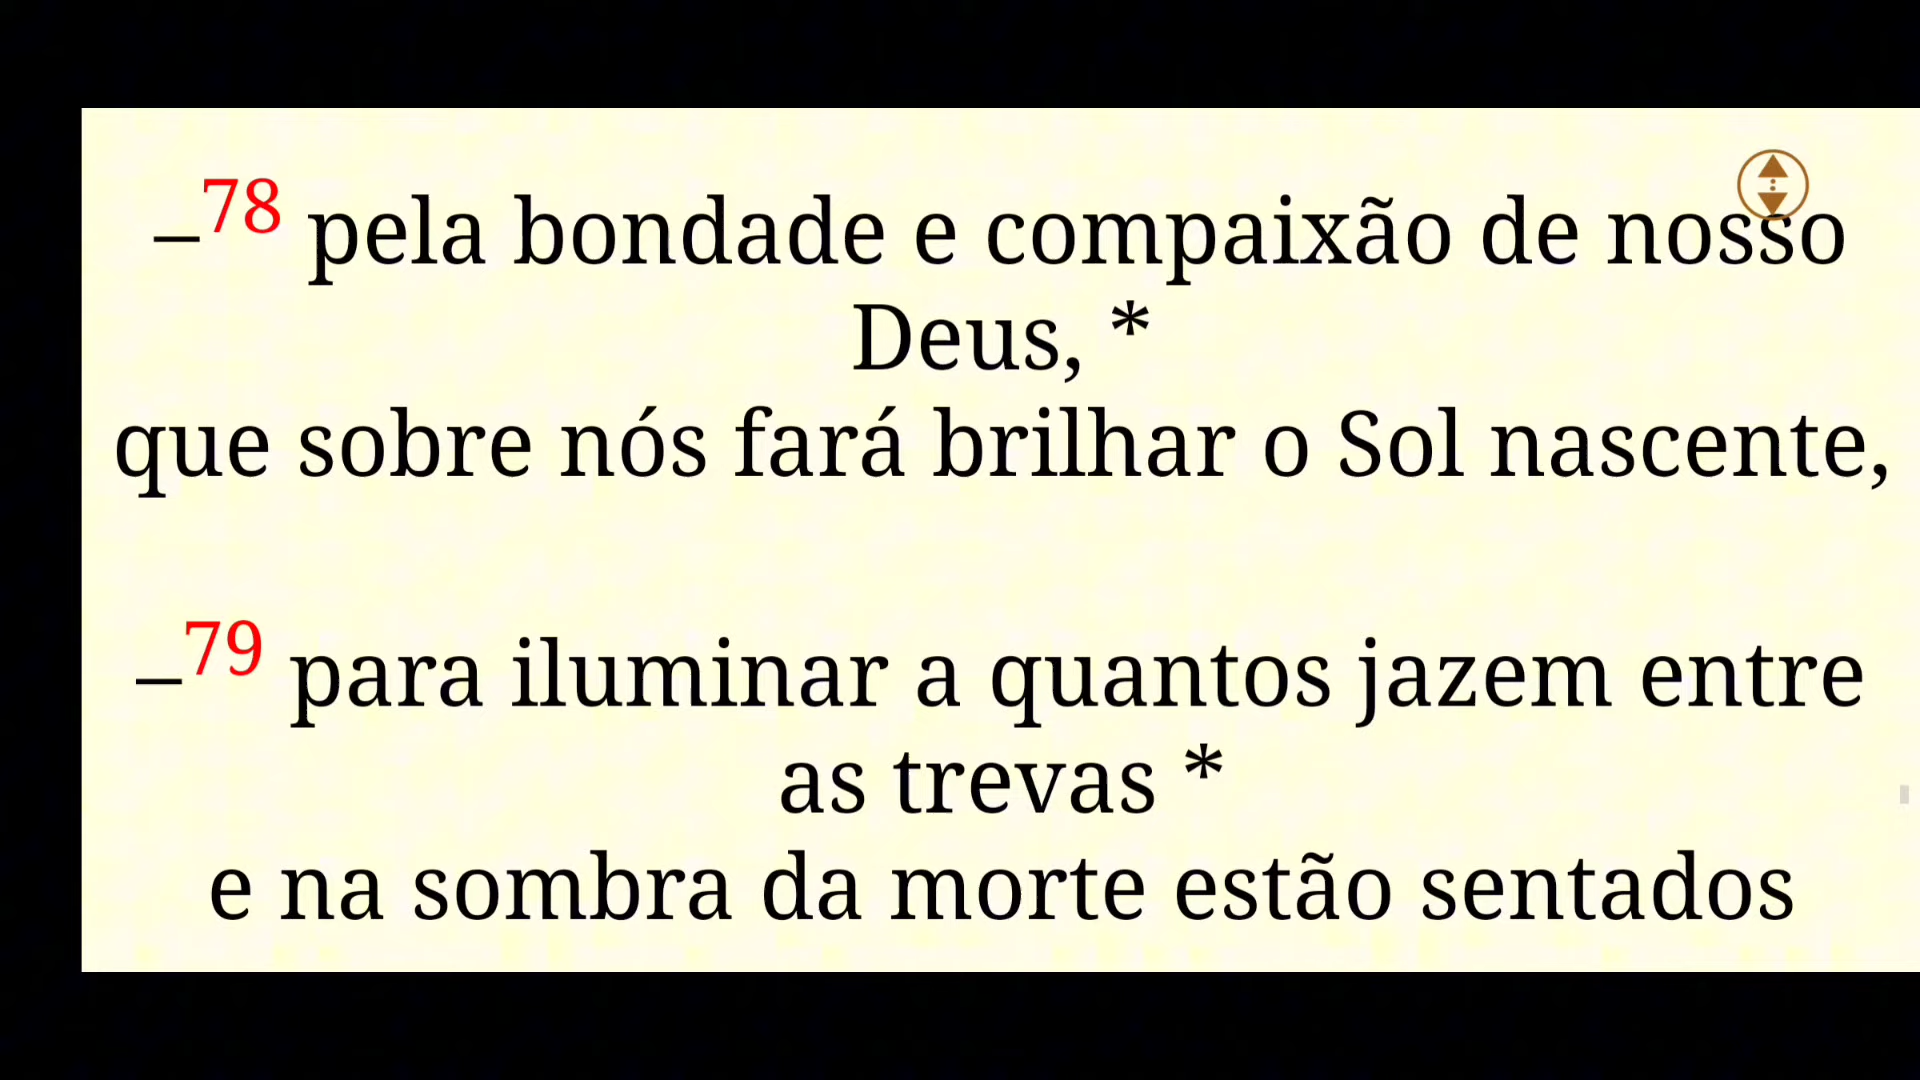 –78 pela bondade e compaixão de nosso
Deus, *
que sobre nós fará brilhar o Sol nascente,
–79 para iluminar a quantos jazem entre
as trevas *
e na sombra da morte estão sentados